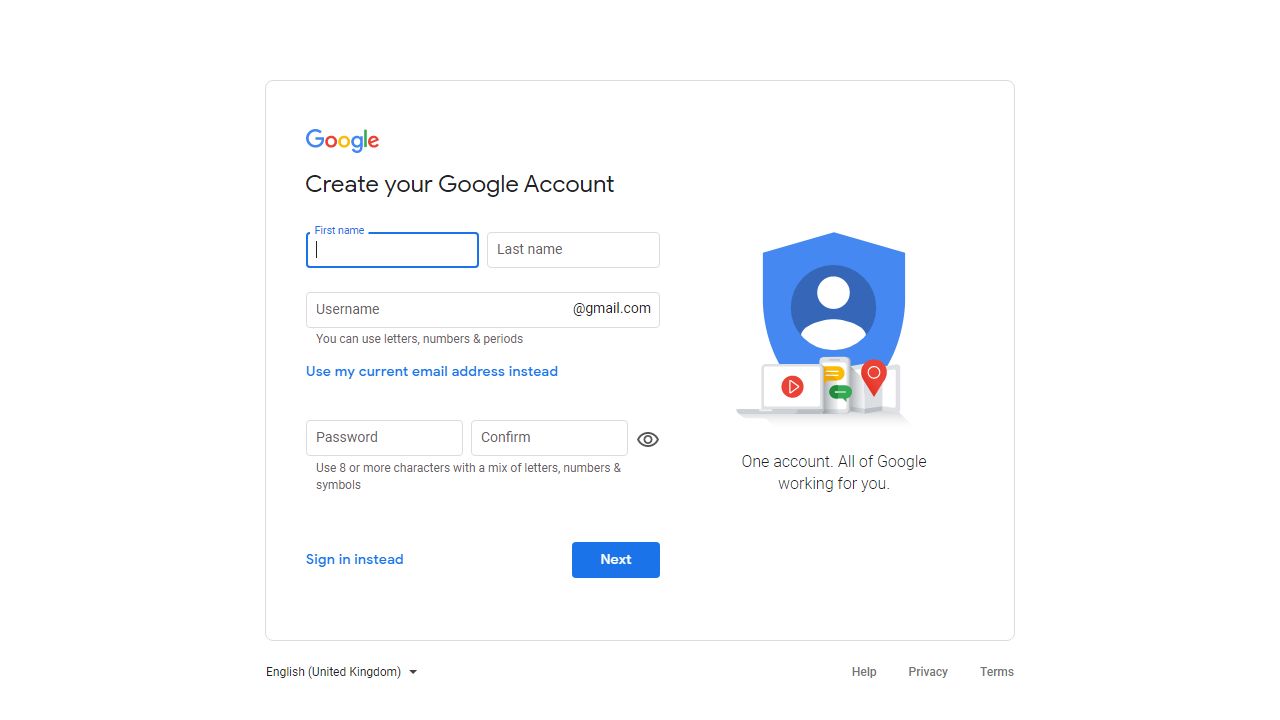 Google
Create your Google Account
First name
Last name
Username
@gmail.com
You can use letters, numbers & periods
Use my current email address instead
Password
Confirm
Use 8 or more characters with a mix of letters, numbers &
symbols
Sign in instead
Next
One account. All of Google
working for you.
English (United Kingdom)
Help
Privacy
Terms